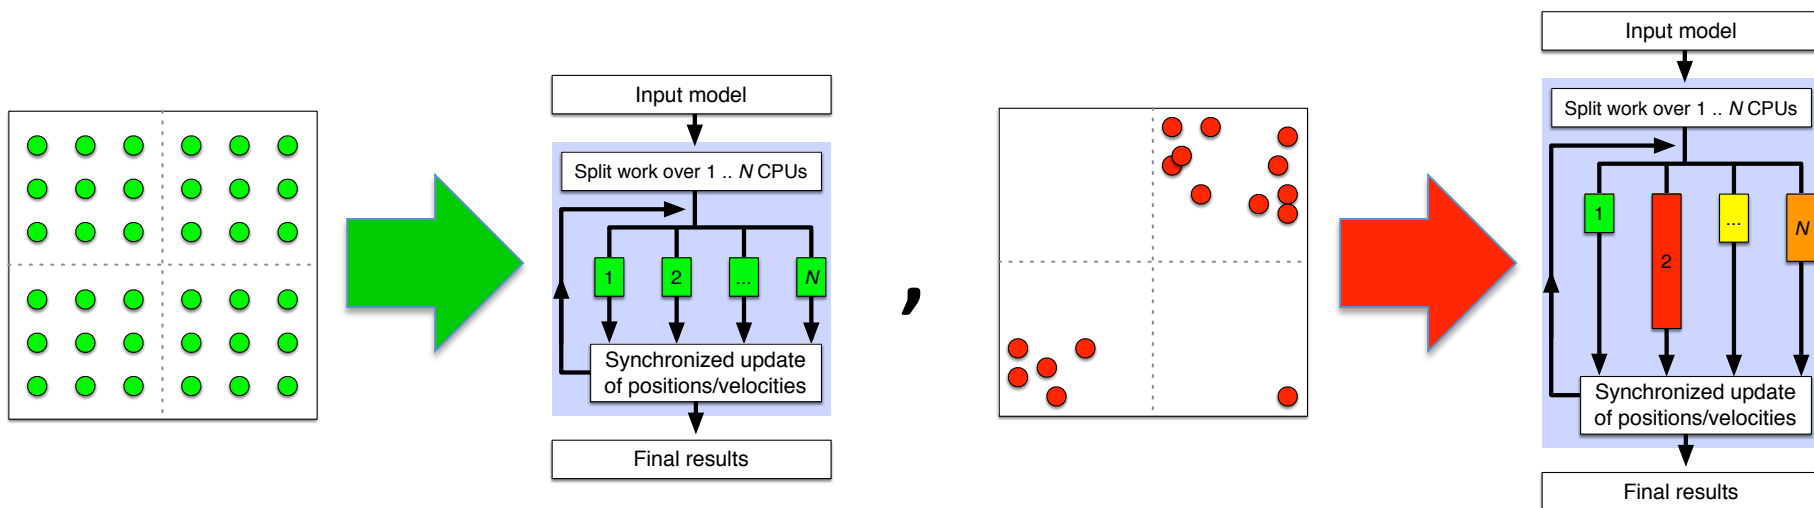 Input model
Split work over 1 .. N CPUs
1 2 ... N
Synchronized update
of positions/velocities
Final results
,
Input model
Split work over 1 .. N CPUs
1 2 ... N
Synchronized update
of positions/velocities
Final results